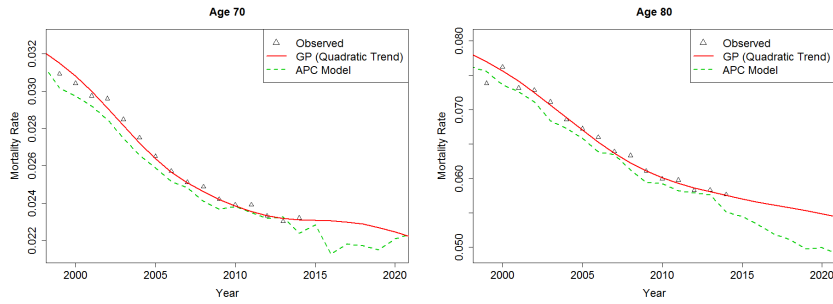 Age 70
Mortality Rate
0.032
0.030
0.028
0.026
0.024
0.022
Observed
GP (Quadratic Trend)
APC Model
2000 2005 2010 2015 2020
Year
Age 80
Mortality Rate
0.080
0.070
0.060
0.050
Observed
GP (Quadratic Trend)
APC Model
2000 2005 2010 2015 2020
Year